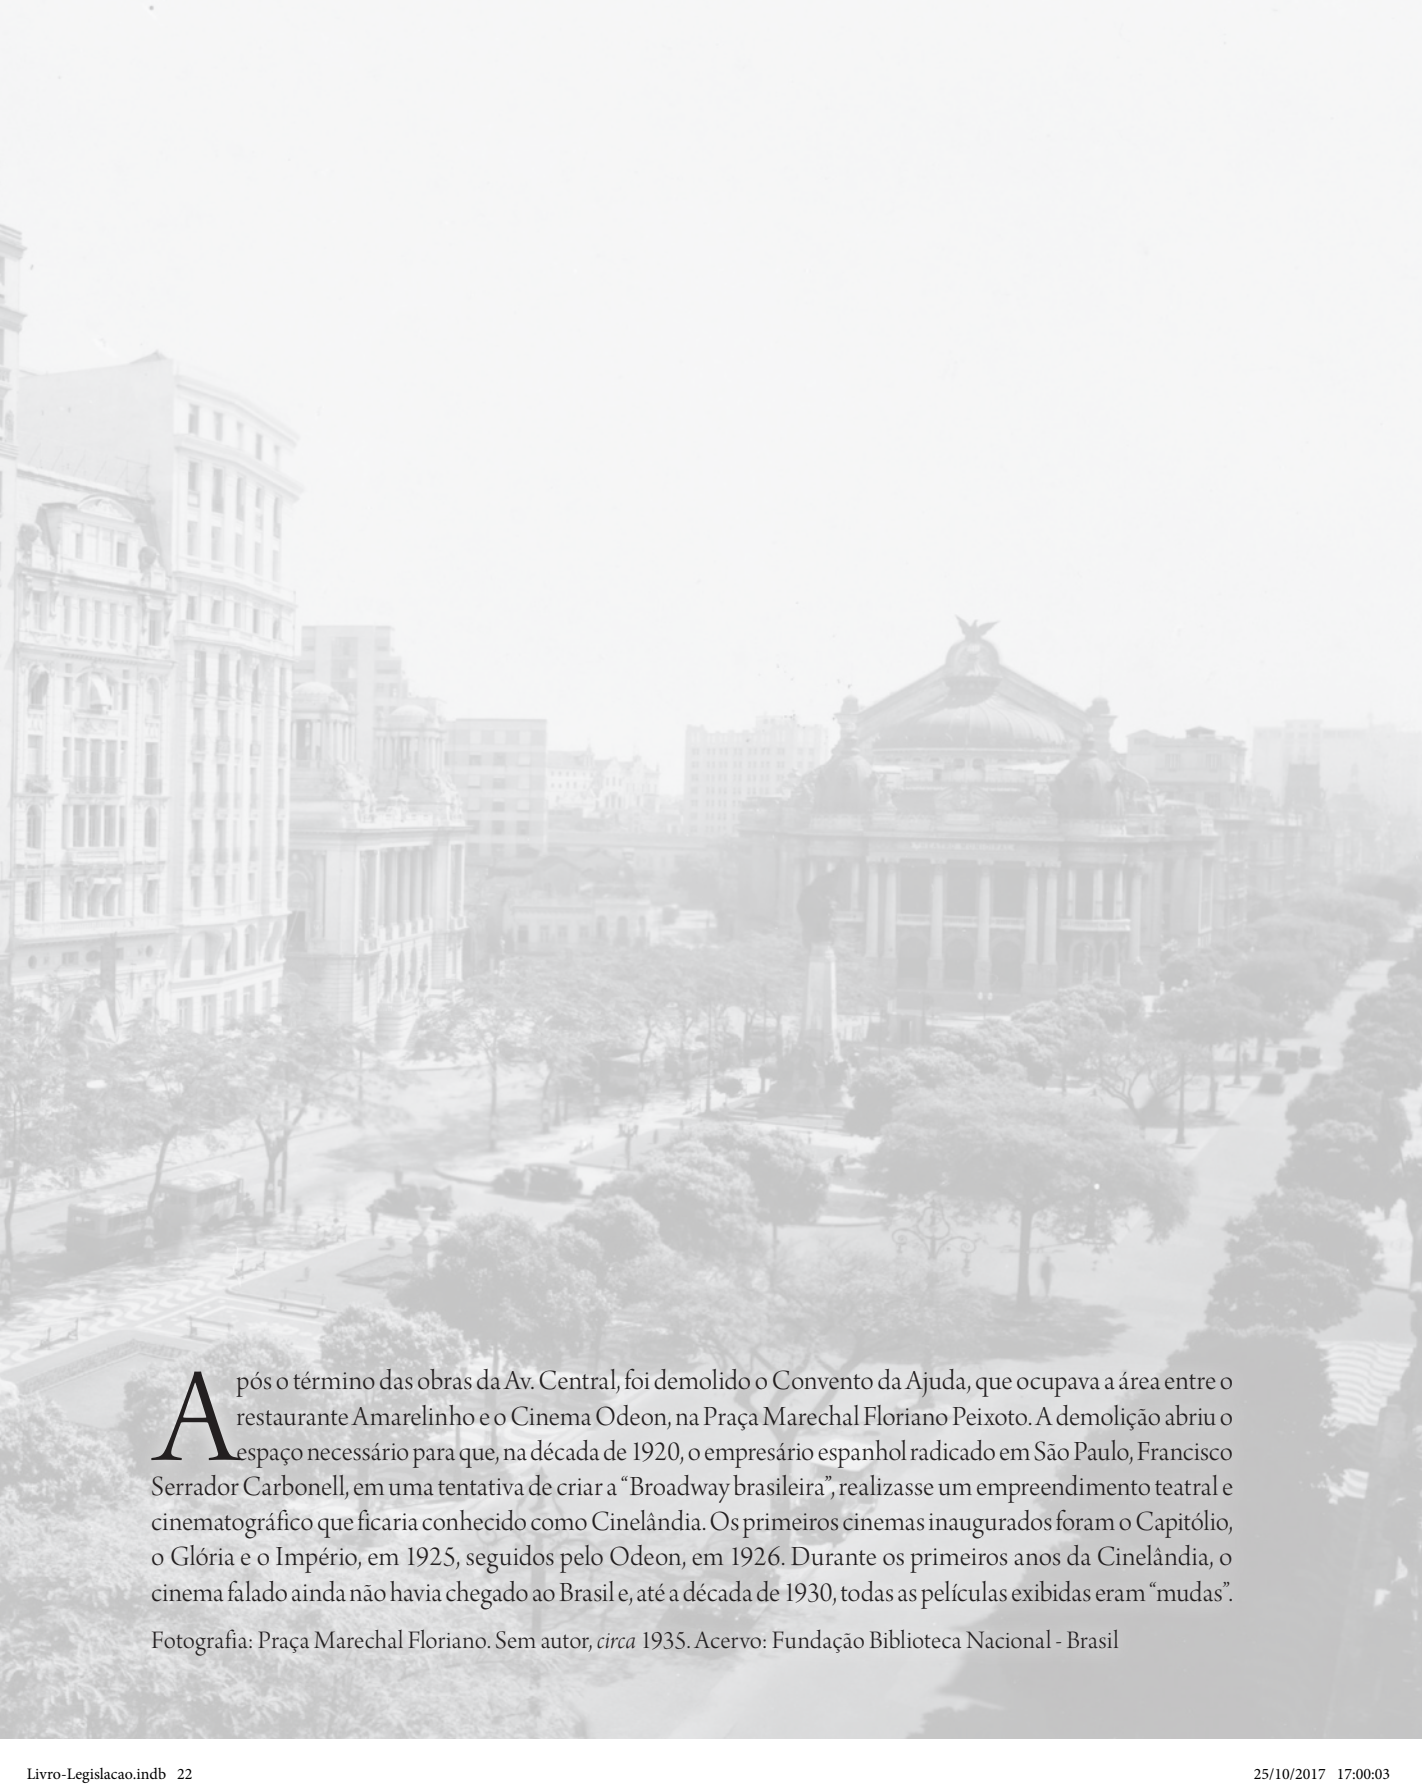 Após o término das obras da Av. Central, foi demolido o Convento da Ajuda, que ocupava a área entre o
restaurante Amarelinho e o Cinema Odeon, na Praça Marechal Floriano Peixoto. A demolição abriu o
espaço necessário para que, na década de 1920, o empresário espanhol radicado em São Paulo, Francisco
Serrador Carbonell, em uma tentativa de criar a “Broadway brasileira”, realizasse um empreendimento teatral e
cinematográfico que ficaria conhecido como Cinelândia. Os primeiros cinemas inaugurados foram o Capitólio,
o Glória e o Império, em 1925, seguidos pelo Odeon, em 1926. Durante os primeiros anos da Cinelândia, o
cinema falado ainda não havia chegado ao Brasil e, até a década de 1930, todas as películas exibidas eram “mudas”.
Fotografia: Praça Marechal Floriano. Sem autor, circa 1935. Acervo: Fundação Biblioteca Nacional - Brasil
Livro-Legislacao.indb 22
25/10/2017 17:00:03